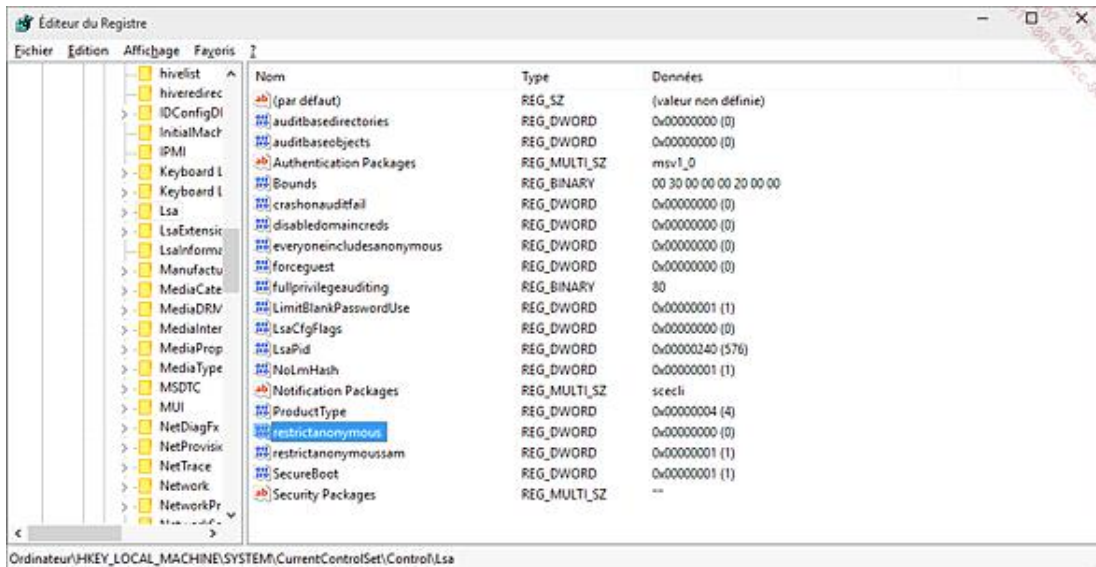 Éditeur du Registre
Fichier Edition Affichage Favoris ?
hivelist
hiveredirec
IDConfigDI
InitialMach
IPMI
Keyboard L
Keyboard L
Lsa
LsaExtensic
LsaInforma
Manufactu
MediaCate
MediaDRM
MediaInter
MediaProp
MediaType
MSDTC
MUI
NetDiagFx
NetProvisic
NetTrace
Network
NetworkPr
Nom Type Données
(par défaut) REG_SZ (valeur non définie)
auditbasedirectories REG_DWORD 0x00000000 (0)
auditbaseobjects REG_DWORD 0x00000000 (0)
Authentication Packages REG_MULTI_SZ msv1_0
Bounds REG_BINARY 00 30 00 00 00 20 00 00
crashonauditfail REG_DWORD 0x00000000 (0)
disabledomaincreds REG_DWORD 0x00000000 (0)
everyoneincludesanonymous REG_DWORD 0x00000000 (0)
forceguest REG_DWORD 0x00000000 (0)
fullprivilegeauditing REG_BINARY 80
LimitBlankPasswordUse REG_DWORD 0x00000001 (1)
LsaCfgFlags REG_DWORD 0x00000000 (0)
LsaPid REG_DWORD 0x00000240 (576)
NoLmHash REG_DWORD 0x00000001 (1)
Notification Packages REG_MULTI_SZ scecli
ProductType REG_DWORD 0x00000004 (4)
restrictanonymous REG_DWORD 0x00000000 (0)
restrictanonymoussam REG_DWORD 0x00000001 (1)
SecureBoot REG_DWORD 0x00000001 (1)
Security Packages REG_MULTI_SZ ""
Ordinateur\HKEY_LOCAL_MACHINE\SYSTEM\CurrentControlSet\Control\Lsa